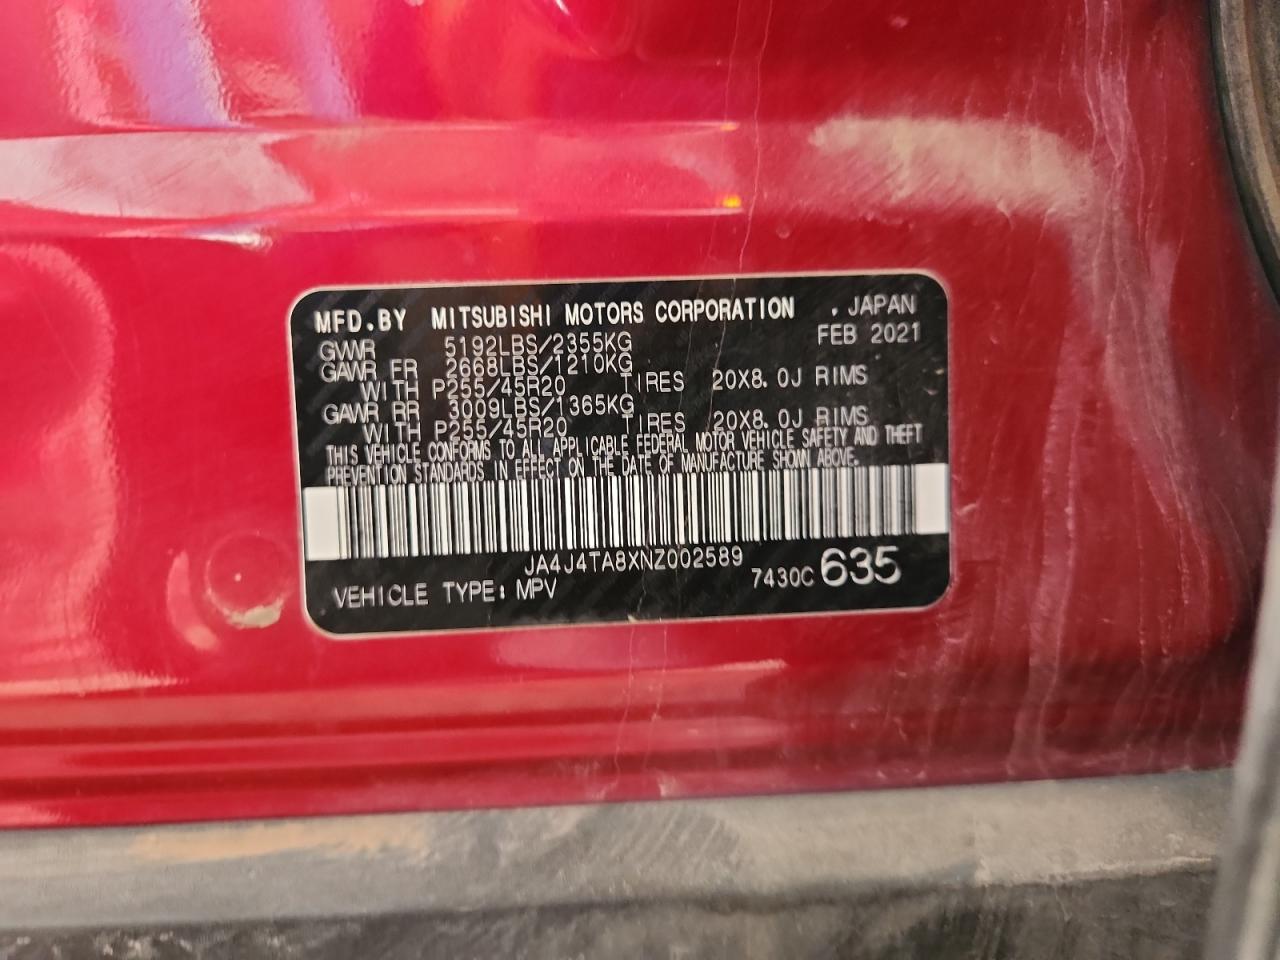 MFD.BY MITSUBISHI MOTORS CORPORATION . JAPAN
GVWR 5192LBS/2355KG FEB 2021
GAWR FR 2668LBS/1210KG
WITH P255/45R20 TIRES 20X8.0J RIMS
GAWR RR 3009LBS/1365KG
WITH P255/45R20 TIRES 20X8.0J RIMS
THIS VEHICLE CONFORMS TO ALL APPLICABLE FEDERAL MOTOR VEHICLE SAFETY AND THEFT
PREVENTION STANDARDS IN EFFECT ON THE DATE OF MANUFACTURE SHOWN ABOVE.
JA4J4TA8XNZ002589
VEHICLE TYPE: MPV 7430C 635